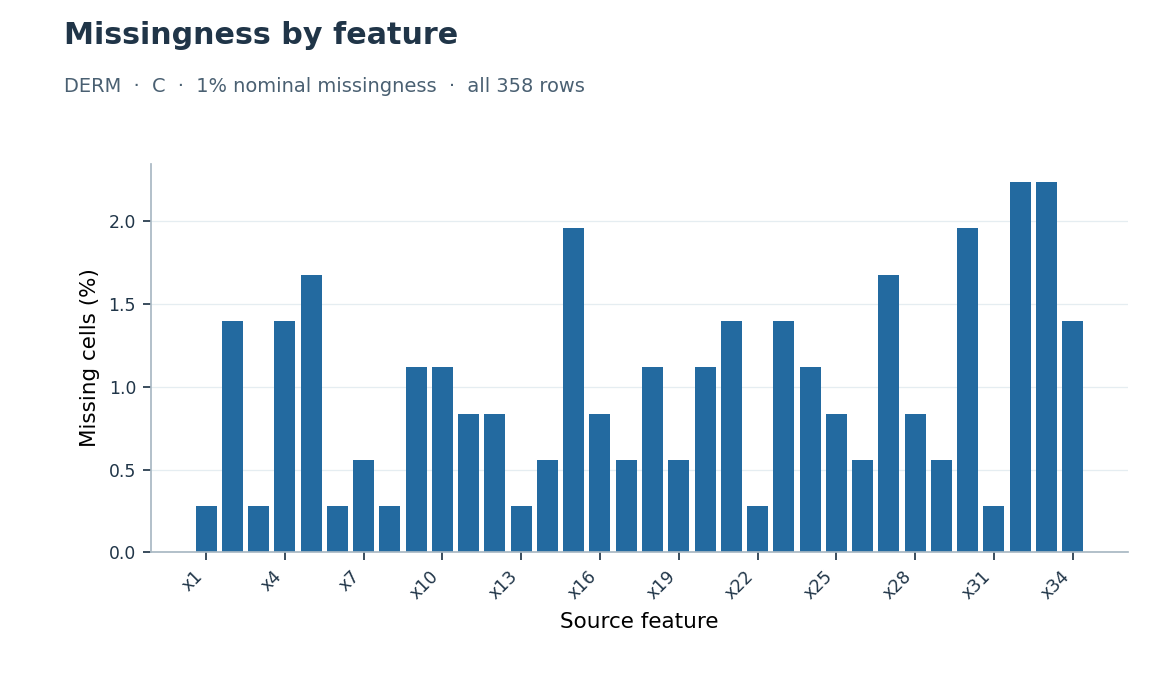 Missingness by feature
DERM · C · 1% nominal missingness · all 358 rows
Missing cells (%)
2.0
1.5
1.0
0.5
0.0
x1 x4 x7 x10 x13 x16 x19 x22 x25 x28 x31 x34
Source feature